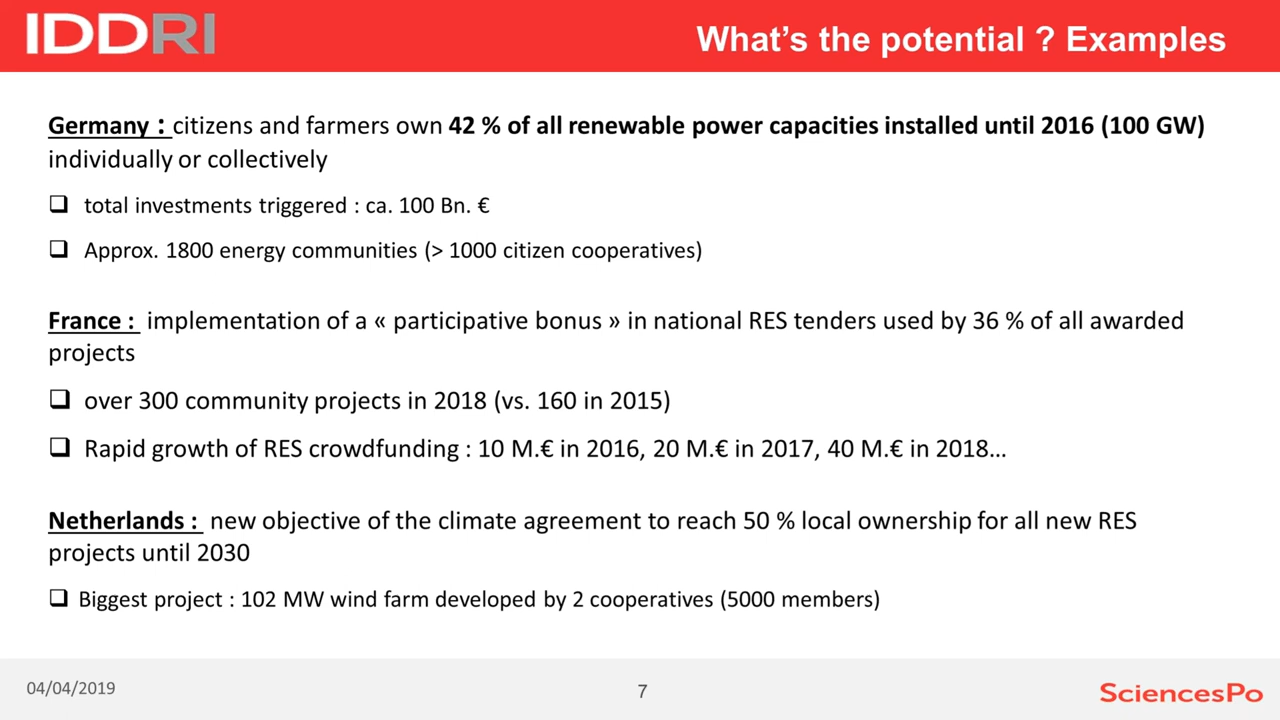 IDDRI
What's the potential ? Examples
Germany : citizens and farmers own 42 % of all renewable power capacities installed until 2016 (100 GW)
individually or collectively
❑ total investments triggered : ca. 100 Bn. €
❑ Approx. 1800 energy communities (> 1000 citizen cooperatives)
France : implementation of a « participative bonus » in national RES tenders used by 36 % of all awarded
projects
❑ over 300 community projects in 2018 (vs. 160 in 2015)
❑ Rapid growth of RES crowdfunding : 10 M.€ in 2016, 20 M.€ in 2017, 40 M.€ in 2018…
Netherlands : new objective of the climate agreement to reach 50 % local ownership for all new RES
projects until 2030
❑ Biggest project : 102 MW wind farm developed by 2 cooperatives (5000 members)
04/04/2019
7
SciencesPo